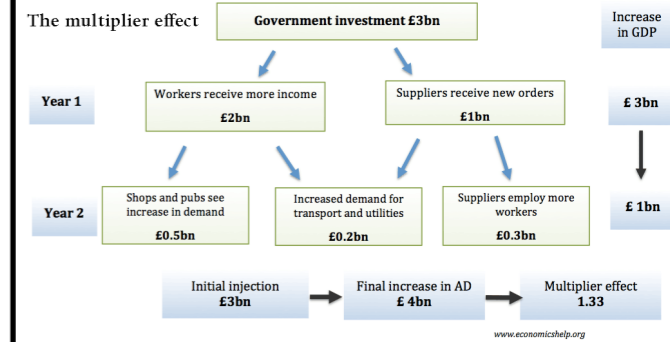 The multiplier effect
Government investment £3bn
Increase
in GDP
Year 1
Workers receive more income
£2bn
Suppliers receive new orders
£1bn
£ 3bn
Year 2
Shops and pubs see
increase in demand
£0.5bn
Increased demand for
transport and utilities
£0.2bn
Suppliers employ more
workers
£0.3bn
£ 1bn
Initial injection
£3bn
Final increase in AD
£ 4bn
Multiplier effect
1.33
www.economicshelp.org